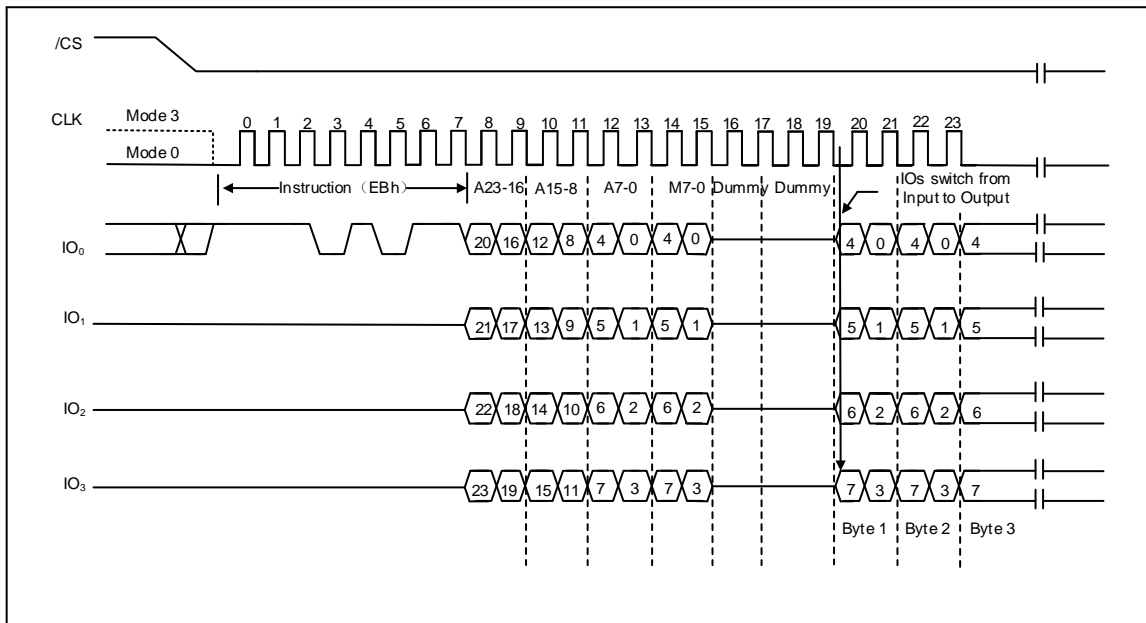 /CS
CLK
Mode 3
Mode 0
0 1 2 3 4 5 6 7 8 9 10 11 12 13 14 15 16 17 18 19 20 21 22 23
Instruction（EBh） A23-16 A15-8 A7-0 M7-0 Dummy Dummy
IOs switch from
Input to Output
IO0 20 16 12 8 4 0 4 0 4 0 4 0 4
IO1 21 17 13 9 5 1 5 1 5 1 5 1 5
IO2 22 18 14 10 6 2 6 2 6 2 6 2 6
IO3 23 19 15 11 7 3 7 3 7 3 7 3 7
Byte 1 Byte 2 Byte 3